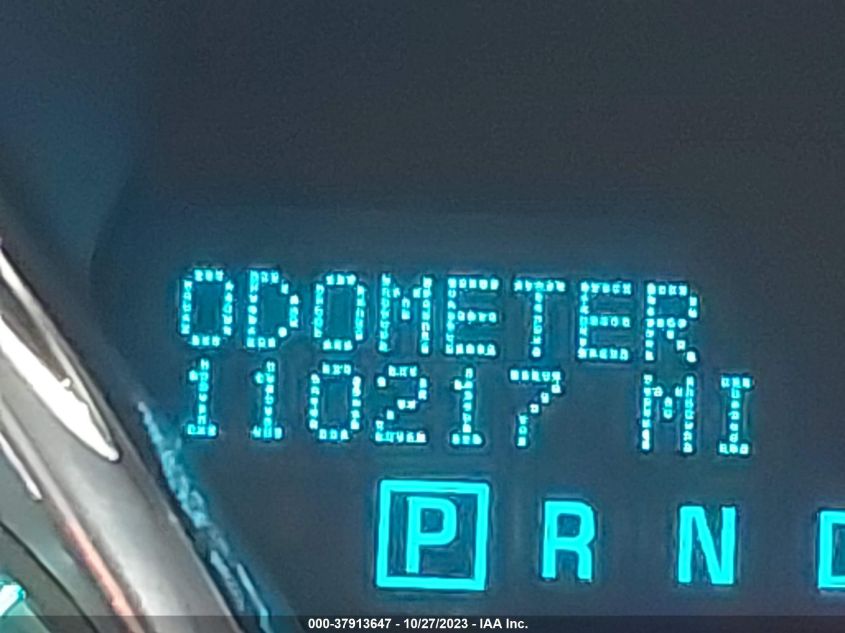 ODOMETER
110217 MI
P R N D
000-37913647 - 10/27/2023 - IAA Inc.